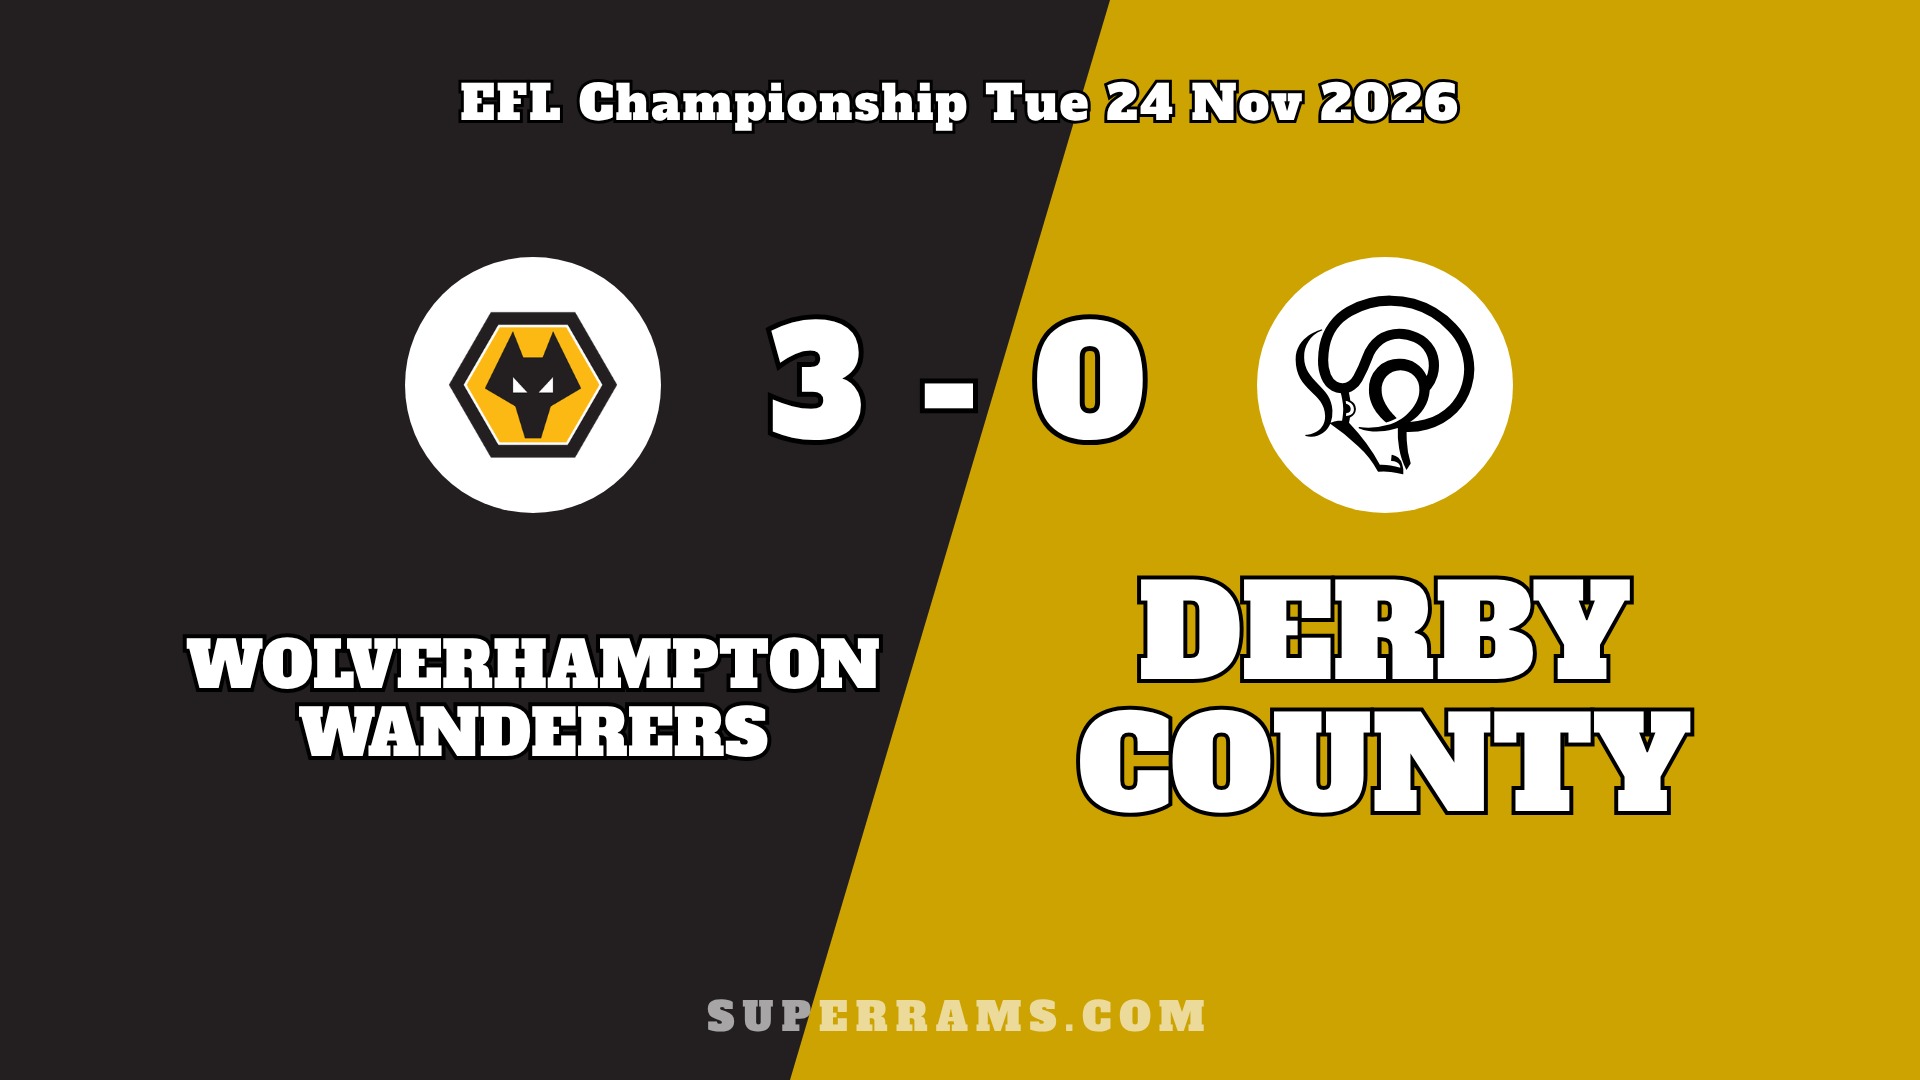 EFL Championship Tue 24 Nov 2026
3 - 0
WOLVERHAMPTON
WANDERERS
DERBY
COUNTY
SUPERRAMS.COM